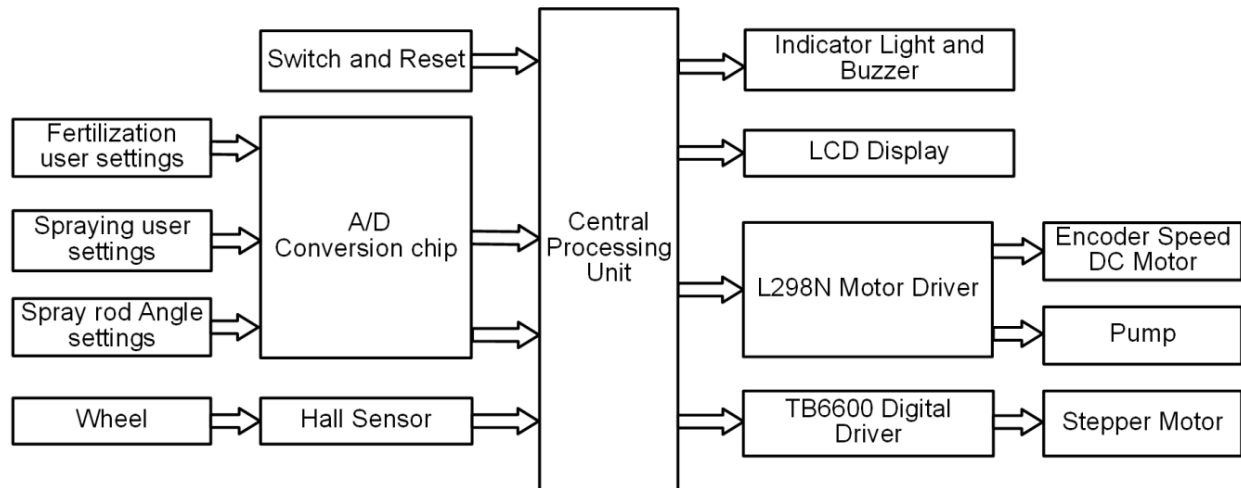 Switch and Reset
Fertilization
user settings
Spraying user
settings
Spray rod Angle
settings
Wheel
A/D
Conversion chip
Hall Sensor
Central
Processing
Unit
Indicator Light and
Buzzer
LCD Display
L298N Motor Driver
TB6600 Digital
Driver
Encoder Speed
DC Motor
Pump
Stepper Motor